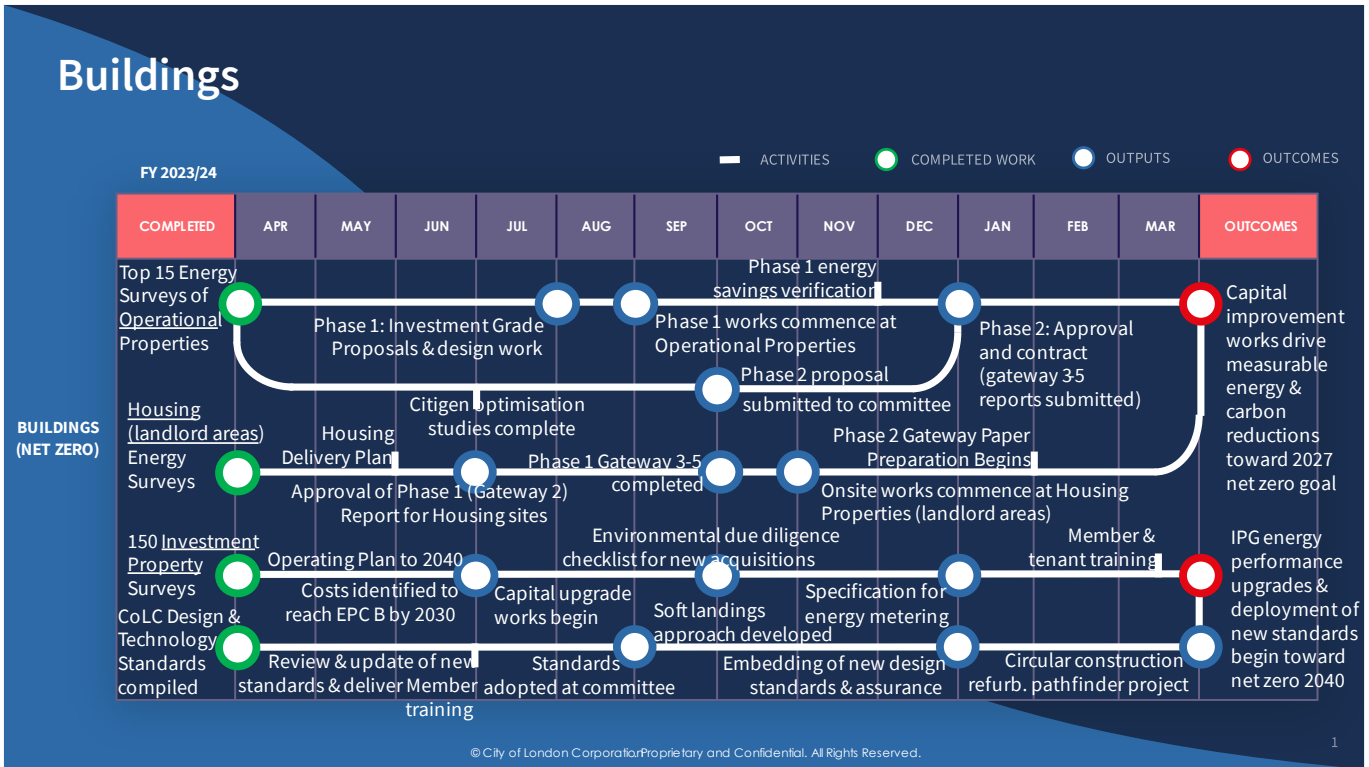 Buildings
ACTIVITIES
COMPLETED WORK
OUTPUTS
OUTCOMES
FY 2023/24
COMPLETED
APR
MAY
JUN
JUL
AUG
SEP
OCT
NOV
DEC
JAN
FEB
MAR
OUTCOMES
BUILDINGS
(NET ZERO)
Top 15 Energy
Surveys of
Operational
Properties
Phase 1: Investment Grade
Proposals & design work
Phase 1 energy
savings verification
Phase 1 works commence at
Operational Properties
Phase 2: Approval
and contract
(gateway 3-5
reports submitted)
Citigen optimisation
studies complete
Phase 2 proposal
submitted to committee
Capital
improvement
works drive
measurable
energy &
carbon
reductions
toward 2027
net zero goal
Housing
(landlord areas)
Energy
Surveys
Housing
Delivery Plan
Approval of Phase 1 (Gateway 2)
Report for Housing sites
Phase 1 Gateway 3-5
completed
Phase 2 Gateway Paper
Preparation Begins
Onsite works commence at Housing
Properties (landlord areas)
150 Investment
Property
Surveys
Operating Plan to 2040
Costs identified to
reach EPC B by 2030
Environmental due diligence
checklist for new acquisitions
Capital upgrade
works begin
Soft landings
approach developed
Specification for
energy metering
Member &
tenant training
IPG energy
performance
upgrades &
deployment of
new standards
begin toward
net zero 2040
CoLC Design &
Technology
Standards
compiled
Review & update of new
standards & deliver Member
training
Standards
adopted at committee
Embedding of new design
standards & assurance
Circular construction
refurb. pathfinder project
© City of London CorporationProprietary and Confidential. All Rights Reserved.
1